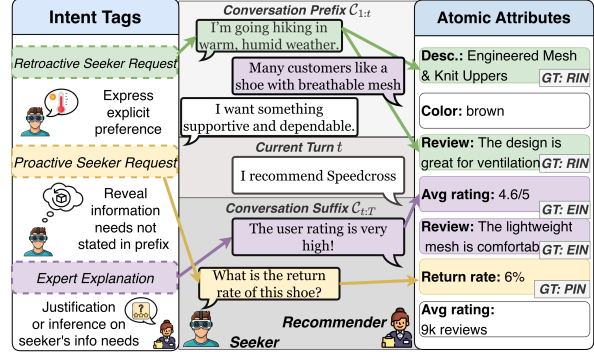 Intent Tags
Retroactive Seeker Request
Express
explicit
preference
Proactive Seeker Request
Reveal
information
needs not
stated in prefix
Expert Explanation
Justification
or inference on
seeker's info needs
Conversation Prefix C1:t
I'm going hiking in
warm, humid weather.
Many customers like a
shoe with breathable mesh
I want something
supportive and dependable.
Current Turn t
I recommend Speedcross
Conversation Suffix Ct:T
The user rating is very
high!
What is the return
rate of this shoe?
Recommender
Seeker
Atomic Attributes
Desc.: Engineered Mesh
& Knit Uppers
GT: RIN
Color: brown
Review: The design is
great for ventilation
GT: RIN
Avg rating: 4.6/5
GT: EIN
Review: The lightweight
mesh is comfortab
GT: EIN
Return rate: 6%
GT: PIN
Avg rating:
9k reviews